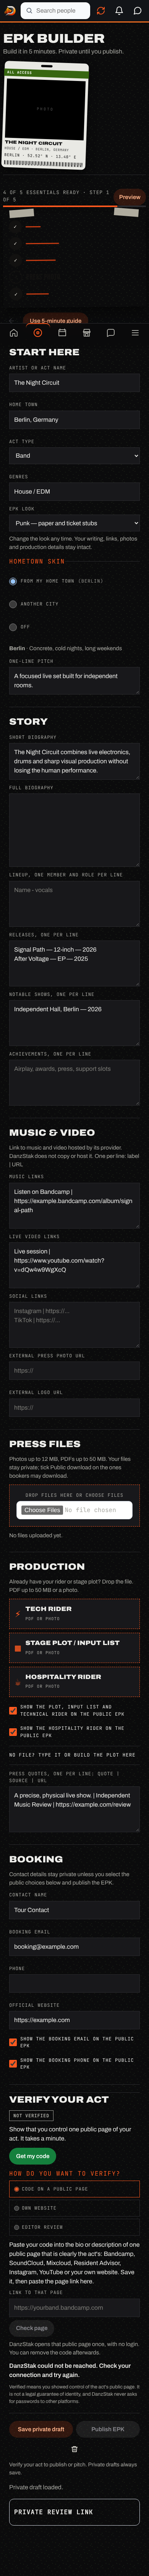 Search people
EPK BUILDER
Build it in 5 minutes. Private until you publish.
ALL ACCESS
PHOTO
THE NIGHT CIRCUIT
HOUSE / EDM · BERLIN, GERMANY
BERLIN · 52.52° N · 13.40° E
4 OF 5 ESSENTIALS READY · STEP 1 OF 5
Preview
Use 5-minute guide
START HERE
ARTIST OR ACT NAME
The Night Circuit
HOME TOWN
Berlin, Germany
ACT TYPE
Band
GENRES
House / EDM
EPK LOOK
Punk — paper and ticket stubs
Change the look any time. Your writing, links, photos
and production details stay intact.
HOMETOWN SKIN
FROM MY HOME TOWN (BERLIN)
ANOTHER CITY
OFF
Berlin · Concrete, cold nights, long weekends
ONE-LINE PITCH
A focused live set built for independent
rooms.
STORY
SHORT BIOGRAPHY
The Night Circuit combines live electronics,
drums and sharp visual production without
losing the human performance.
FULL BIOGRAPHY
LINEUP, ONE MEMBER AND ROLE PER LINE
Name - vocals
RELEASES, ONE PER LINE
Signal Path — 12-inch — 2026
After Voltage — EP — 2025
NOTABLE SHOWS, ONE PER LINE
Independent Hall, Berlin — 2026
ACHIEVEMENTS, ONE PER LINE
Airplay, awards, press, support slots
MUSIC & VIDEO
Link to music and video hosted by its provider.
DanzStak does not copy or host it. One per line: label
| URL
MUSIC LINKS
Listen on Bandcamp |
https://example.bandcamp.com/album/sign
al-path
LIVE VIDEO LINKS
Live session |
https://www.youtube.com/watch?
v=dQw4w9WgXcQ
SOCIAL LINKS
Instagram | https://...
TikTok | https://...
EXTERNAL PRESS PHOTO URL
https://
EXTERNAL LOGO URL
https://
PRESS FILES
Photos up to 12 MB, PDFs up to 50 MB. Your files
stay private; tick Public download on the ones
bookers may download.
DROP FILES HERE OR CHOOSE FILES
Choose Files No file chosen
No files uploaded yet.
PRODUCTION
Already have your rider or stage plot? Drop the file.
PDF up to 50 MB or a photo.
TECH RIDER
PDF OR PHOTO
STAGE PLOT / INPUT LIST
PDF OR PHOTO
HOSPITALITY RIDER
PDF OR PHOTO
SHOW THE PLOT, INPUT LIST AND
TECHNICAL RIDER ON THE PUBLIC EPK
SHOW THE HOSPITALITY RIDER ON THE
PUBLIC EPK
NO FILE? TYPE IT OR BUILD THE PLOT HERE
PRESS QUOTES, ONE PER LINE: QUOTE |
SOURCE | URL
A precise, physical live show. | Independent
Music Review | https://example.com/review
BOOKING
Contact details stay private unless you select the
public choices below and publish the EPK.
CONTACT NAME
Tour Contact
BOOKING EMAIL
booking@example.com
PHONE
OFFICIAL WEBSITE
https://example.com
SHOW THE BOOKING EMAIL ON THE PUBLIC
EPK
SHOW THE BOOKING PHONE ON THE PUBLIC
EPK
VERIFY YOUR ACT
NOT VERIFIED
Show that you control one public page of your
act. It takes a minute.
Get my code
HOW DO YOU WANT TO VERIFY?
CODE ON A PUBLIC PAGE
OWN WEBSITE
EDITOR REVIEW
Paste your code into the bio or description of one
public page that is clearly the act's: Bandcamp,
SoundCloud, Mixcloud, Resident Advisor,
Instagram, YouTube or your own website. Save
it, then paste the page link here.
LINK TO THAT PAGE
https://yourband.bandcamp.com
Check page
DanzStak opens that public page once, with no login.
You can remove the code afterwards.
DanzStak could not be reached. Check your
connection and try again.
Verified means you showed control of the act's public page. It
is not a legal guarantee of identity, and DanzStak never asks
for passwords to other platforms.
Save private draft
Publish EPK
Verify your act to publish or pitch. Private drafts always
save.
Private draft loaded.
PRIVATE REVIEW LINK